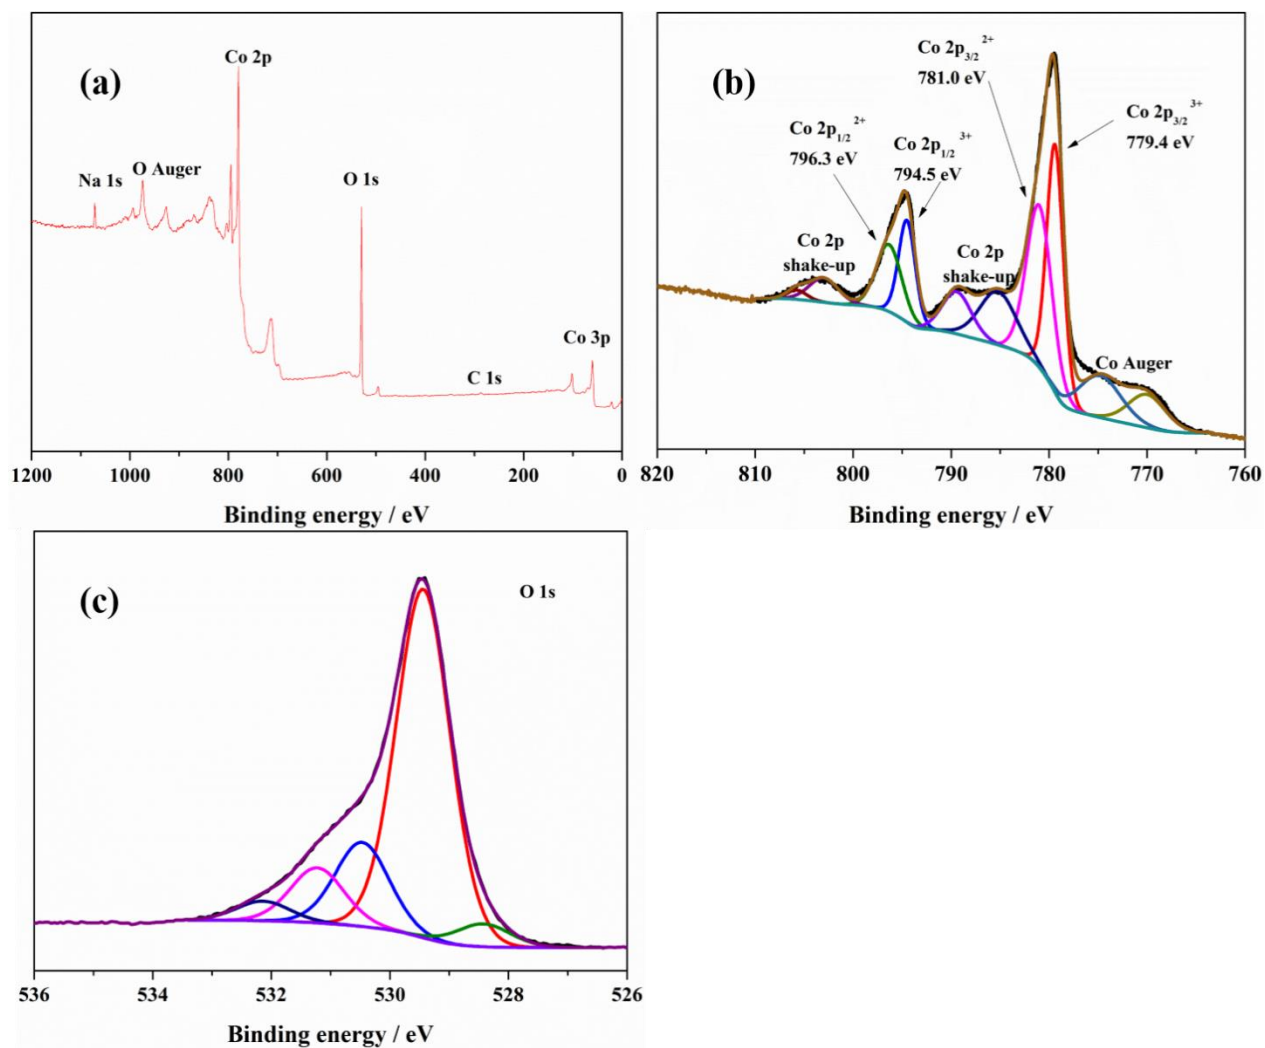 (a)
Co 2p
Na 1s
O Auger
O 1s
C 1s
Co 3p
1200 1000 800 600 400 200 0
Binding energy / eV
(b)
Co 2p3/2 2+
781.0 eV
Co 2p3/2 3+
779.4 eV
Co 2p1/2 2+
796.3 eV
Co 2p1/2 3+
794.5 eV
Co 2p
shake-up
Co 2p
shake-up
Co Auger
820 810 800 790 780 770 760
Binding energy / eV
(c)
O 1s
536 534 532 530 528 526
Binding energy / eV